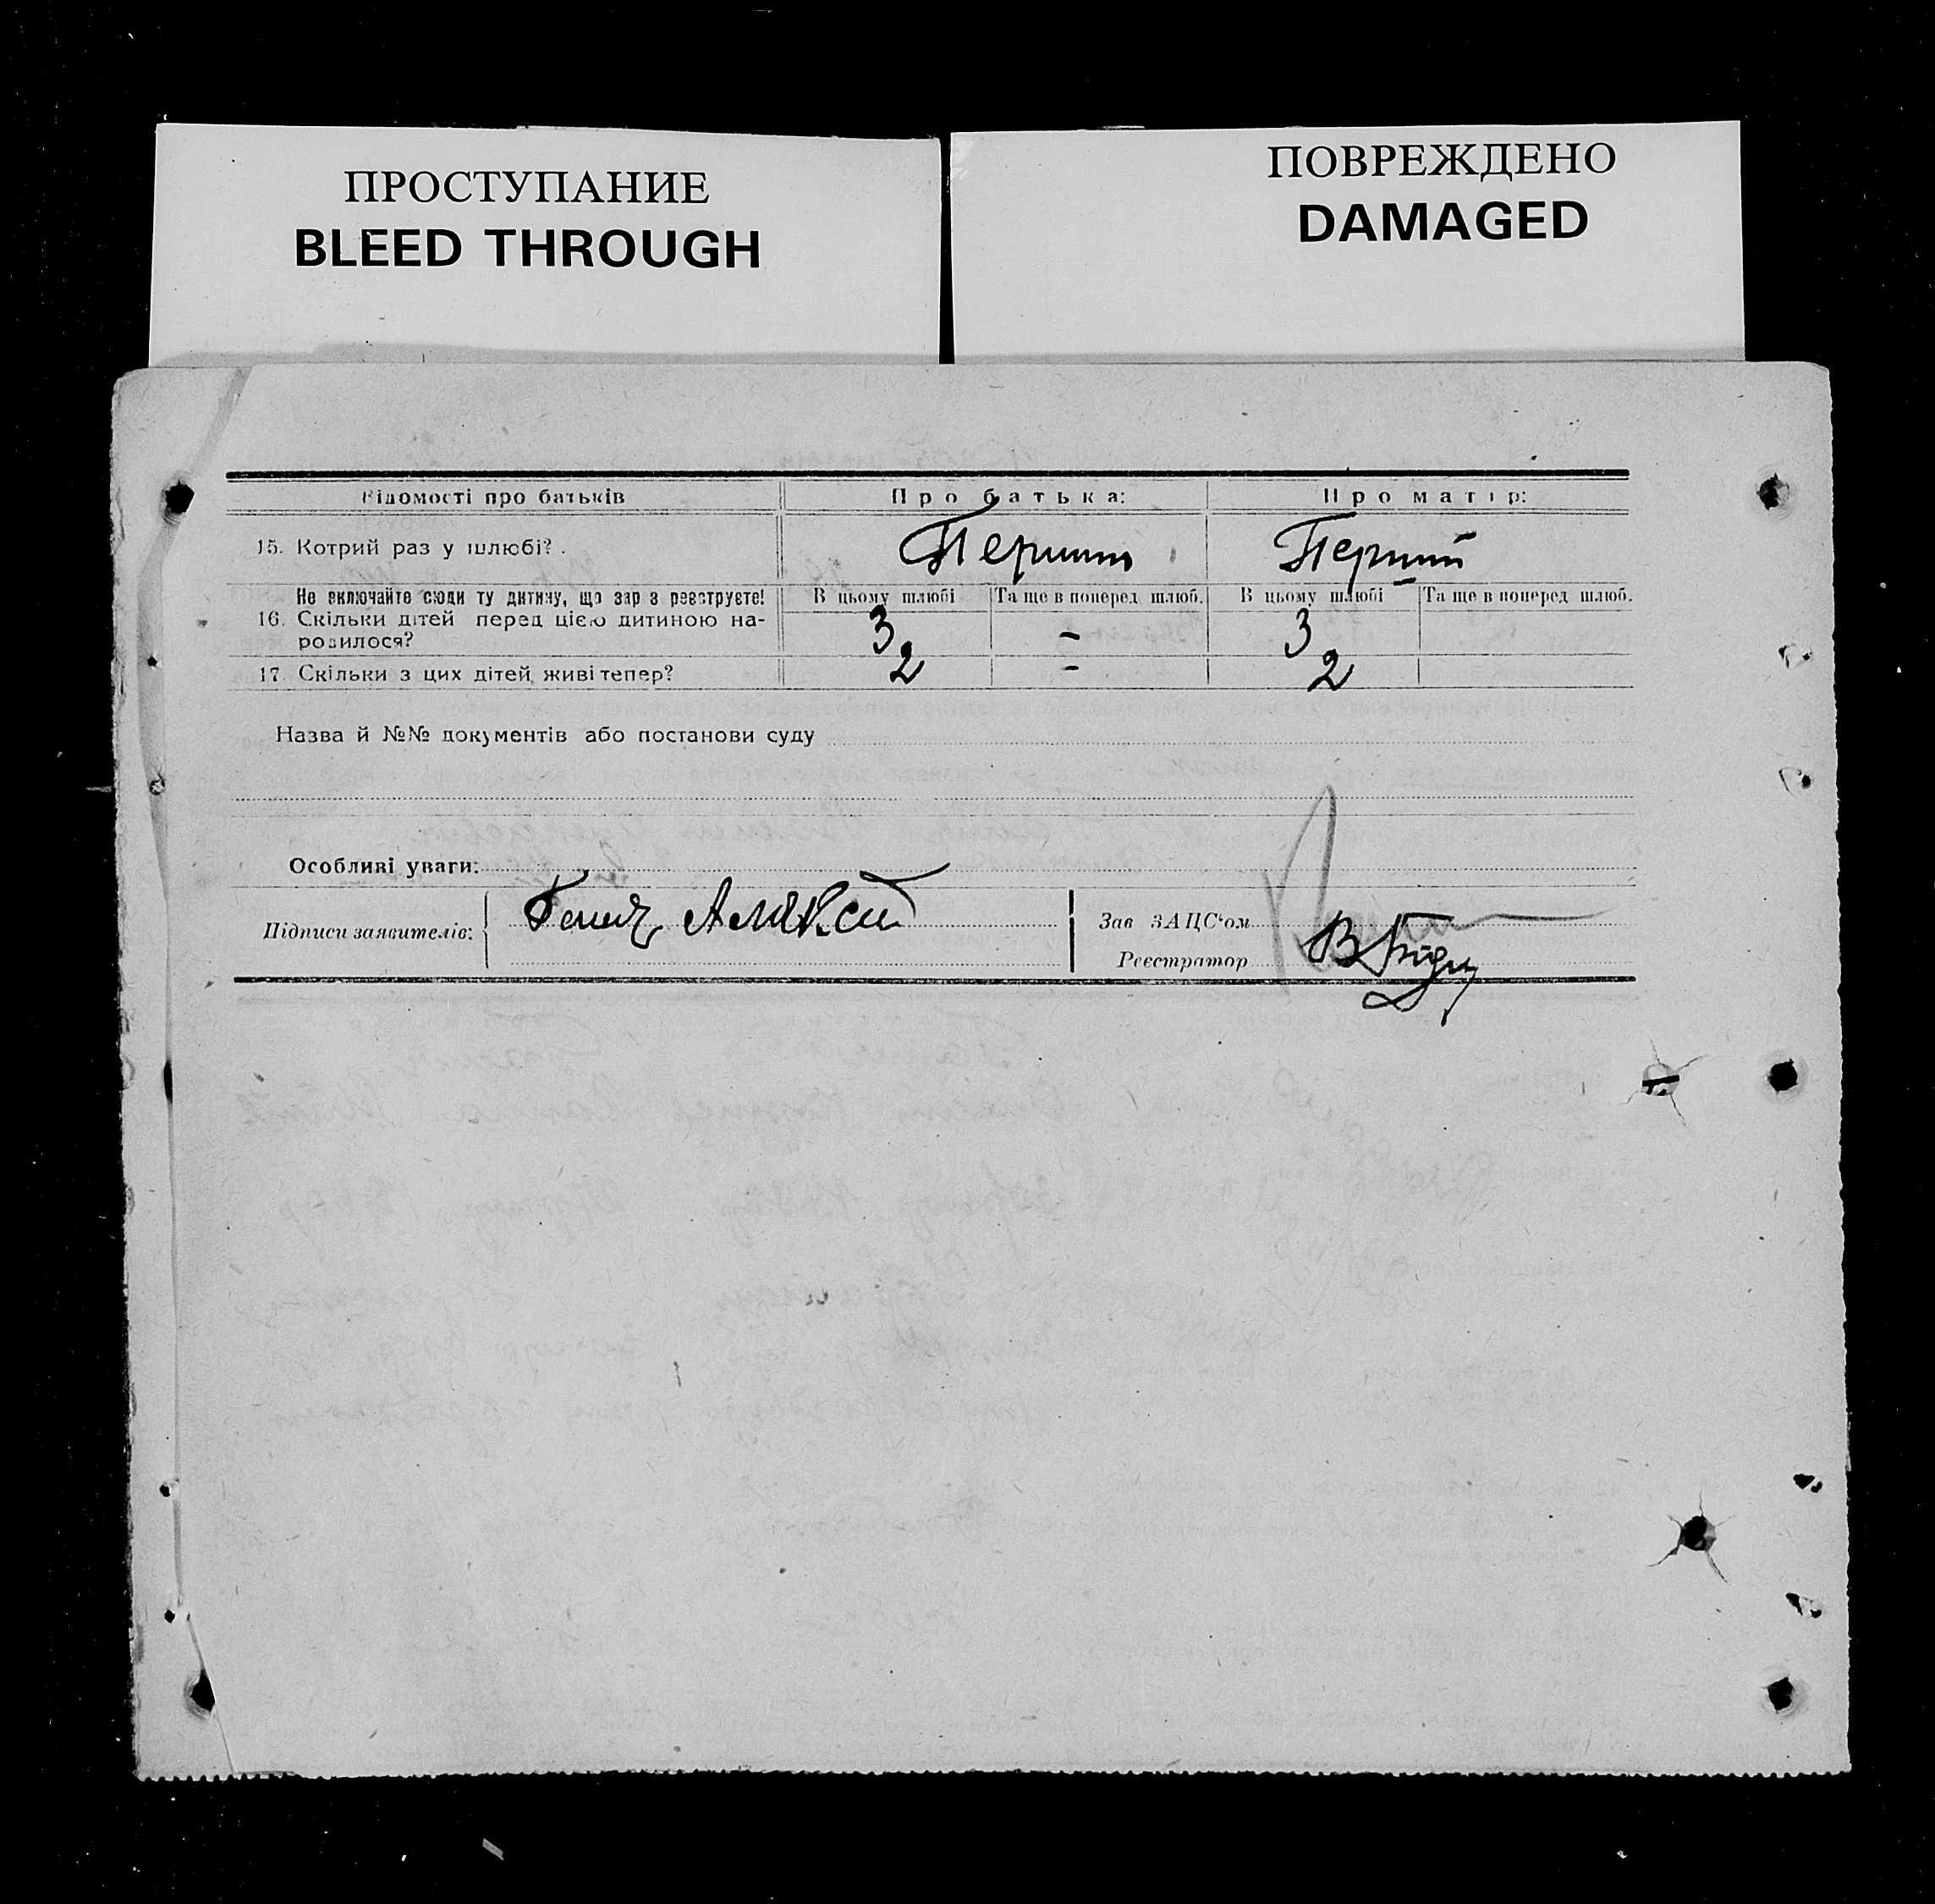 ПРОСТУПАНИЕ
BLEED THROUGH
ПОВРЕЖДЕНО
DAMAGED
Відомості про батьків
Про батька:
Про матір:
15. Котрий раз у шлюбі?.
Перший
Перший
Не включайте сюди ту дитину, що зар з реєструєте!
В цьому шлюбі
Та ще в поперед шлюб.
В цьому шлюбі
Та ще в поперед шлюб.
16. Скільки дітей перед цією дитиною на-
родилося?
3
-
3
17. Скільки з цих дітей живі тепер?
2
-
2
Назва й №№ документів або постанови суду
Особливі уваги:
Підписи заявителів:
Зав ЗАЦС'ом
Реєстратор